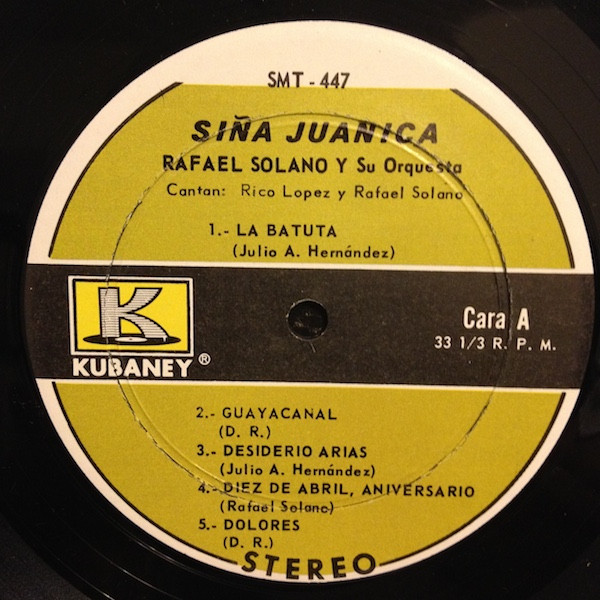 SMT - 447
SIÑA JUANICA
RAFAEL SOLANO Y Su Orquesta
Cantan: Rico Lopez y Rafael Solano
1.- LA BATUTA
(Julio A. Hernández)
K
KUBANEY ®
Cara A
33 1/3 R. P. M.
2.- GUAYACANAL
(D. R.)
3.- DESIDERIO ARIAS
(Julio A. Hernández)
4.- DIEZ DE ABRIL, ANIVERSARIO
(Rafael Solano)
5.- DOLORES
(D. R.)
STEREO